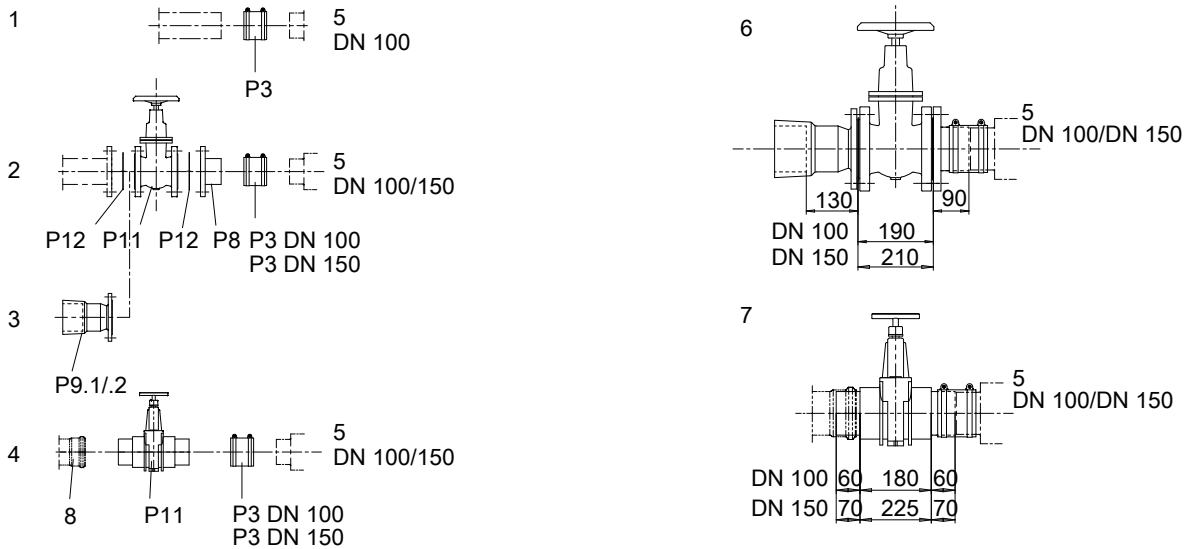 1
5
DN 100
P3
2
5
DN 100/150
P12 P11 P12 P8 P3 DN 100
P3 DN 150
3
P9.1/.2
4
5
DN 100/150
8 P11 P3 DN 100
P3 DN 150
6
5
DN 100/DN 150
130 90
DN 100 190
DN 150 210
7
5
DN 100/DN 150
DN 100 60 180 60
DN 150 70 225 70